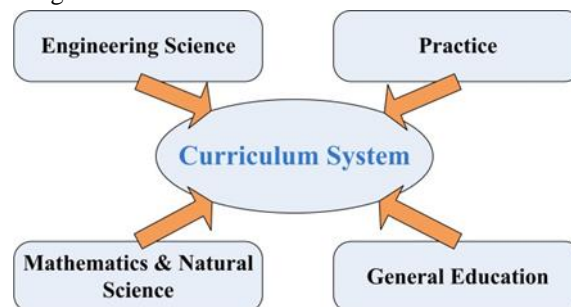 Engineering Science
Practice
Curriculum System
Mathematics & Natural
Science
General Education